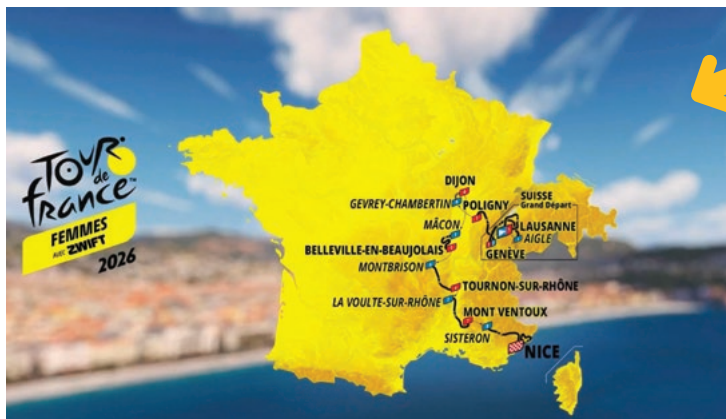 TOUR
de
france
FEMMES
AVEC ZWIFT
2026
DIJON
GEVREY-CHAMBERTIN
POLIGNY
SUISSE
Grand Départ
LAUSANNE
AIGLE
GENÈVE
MÂCON
BELLEVILLE-EN-BEAUJOLAIS
MONTBRISON
TOURNON-SUR-RHÔNE
LA VOULTE-SUR-RHÔNE
MONT VENTOUX
SISTERON
NICE